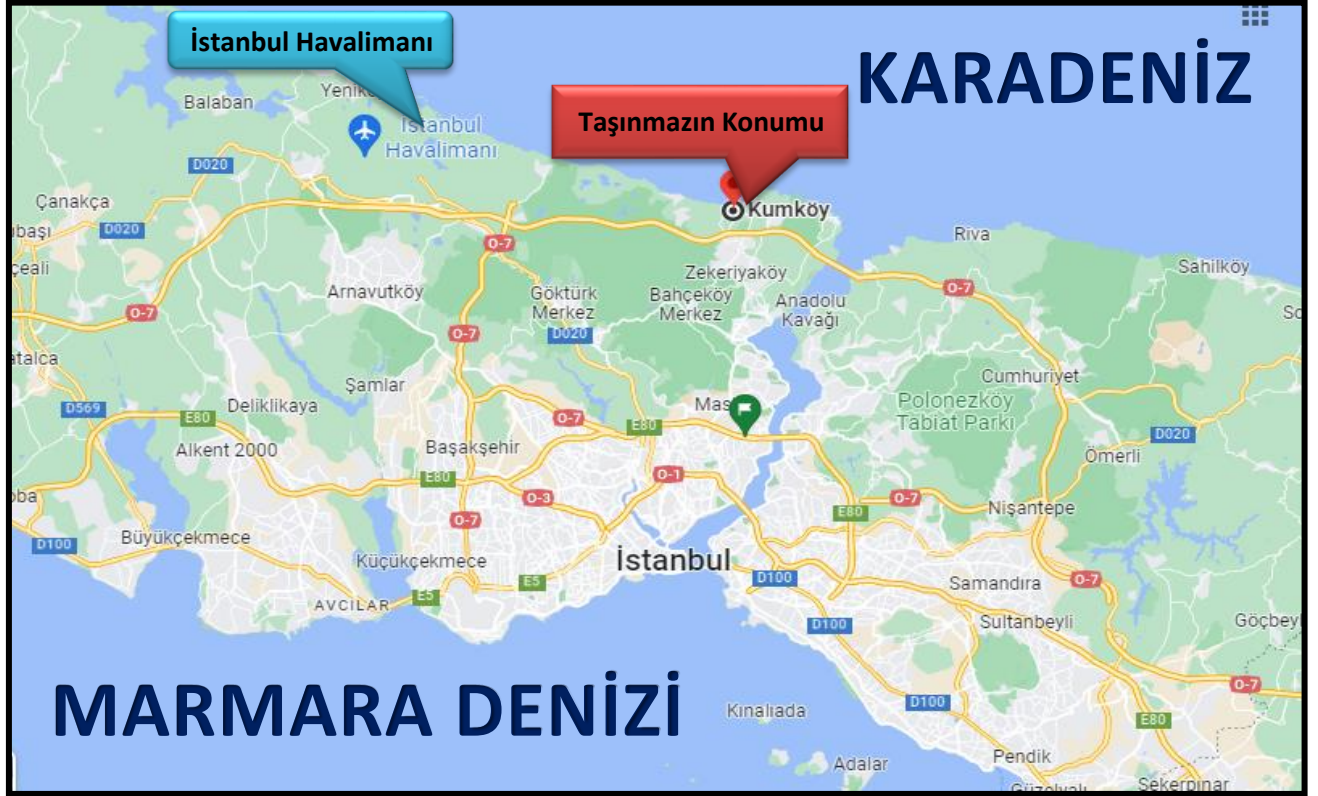 İstanbul Havalimanı
KARADENİZ
Balaban
Taşınmazın Konumu
İstanbul
Havalimanı
D020
Çanakça
Kumköy
D020
Riva
O-7
Zekeriyaköy
Sahilköy
Arnavutköy
Göktürk
Merkez
Bahçeköy
Merkez
Anadolu
Kavağı
O-7
O-7
O-7
D020
Şamlar
Cumhuriyet
D569
Deliklikaya
E80
O-7
E80
Polonezköy
Tabiat Parkı
D020
Alkent 2000
Başakşehir
Ömerli
E80
O-1
O-3
O-7
E80
Nişantepe
O-7
D100
Büyükçekmece
Küçükçekmece
İstanbul
E5
D100
Samandıra
O-7
AVCILAR
E5
D100
Sultanbeyli
MARMARA DENİZİ
O-7
Kınalıada
D100
E80
Adalar
Pendik
Şekerpınar